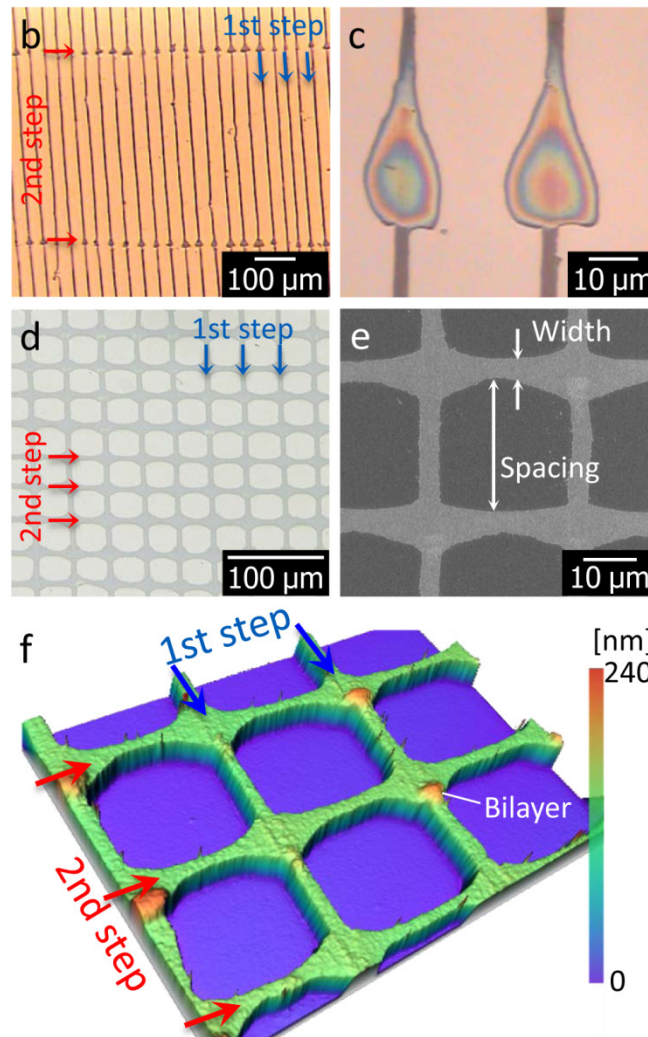 b
1st step
2nd step
100 µm
c
10 µm
d
1st step
2nd step
100 µm
e
Width
Spacing
10 µm
f
1st step
2nd step
Bilayer
[nm]
240
0